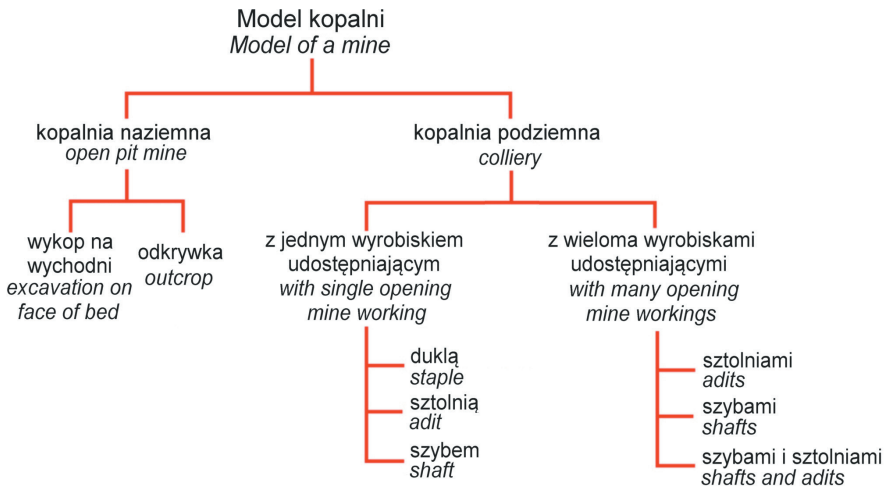 Model kopalni
Model of a mine
kopalnia naziemna
open pit mine
kopalnia podziemna
colliery
wykop na
wychodni
excavation on
face of bed
odkrywka
outcrop
z jednym wyrobiskiem
udostępniającym
with single opening
mine working
z wieloma wyrobiskami
udostępniającymi
with many opening
mine workings
duklą
staple
sztolnią
adit
szybem
shaft
sztolniami
adits
szybami
shafts
szybami i sztolniami
shafts and adits